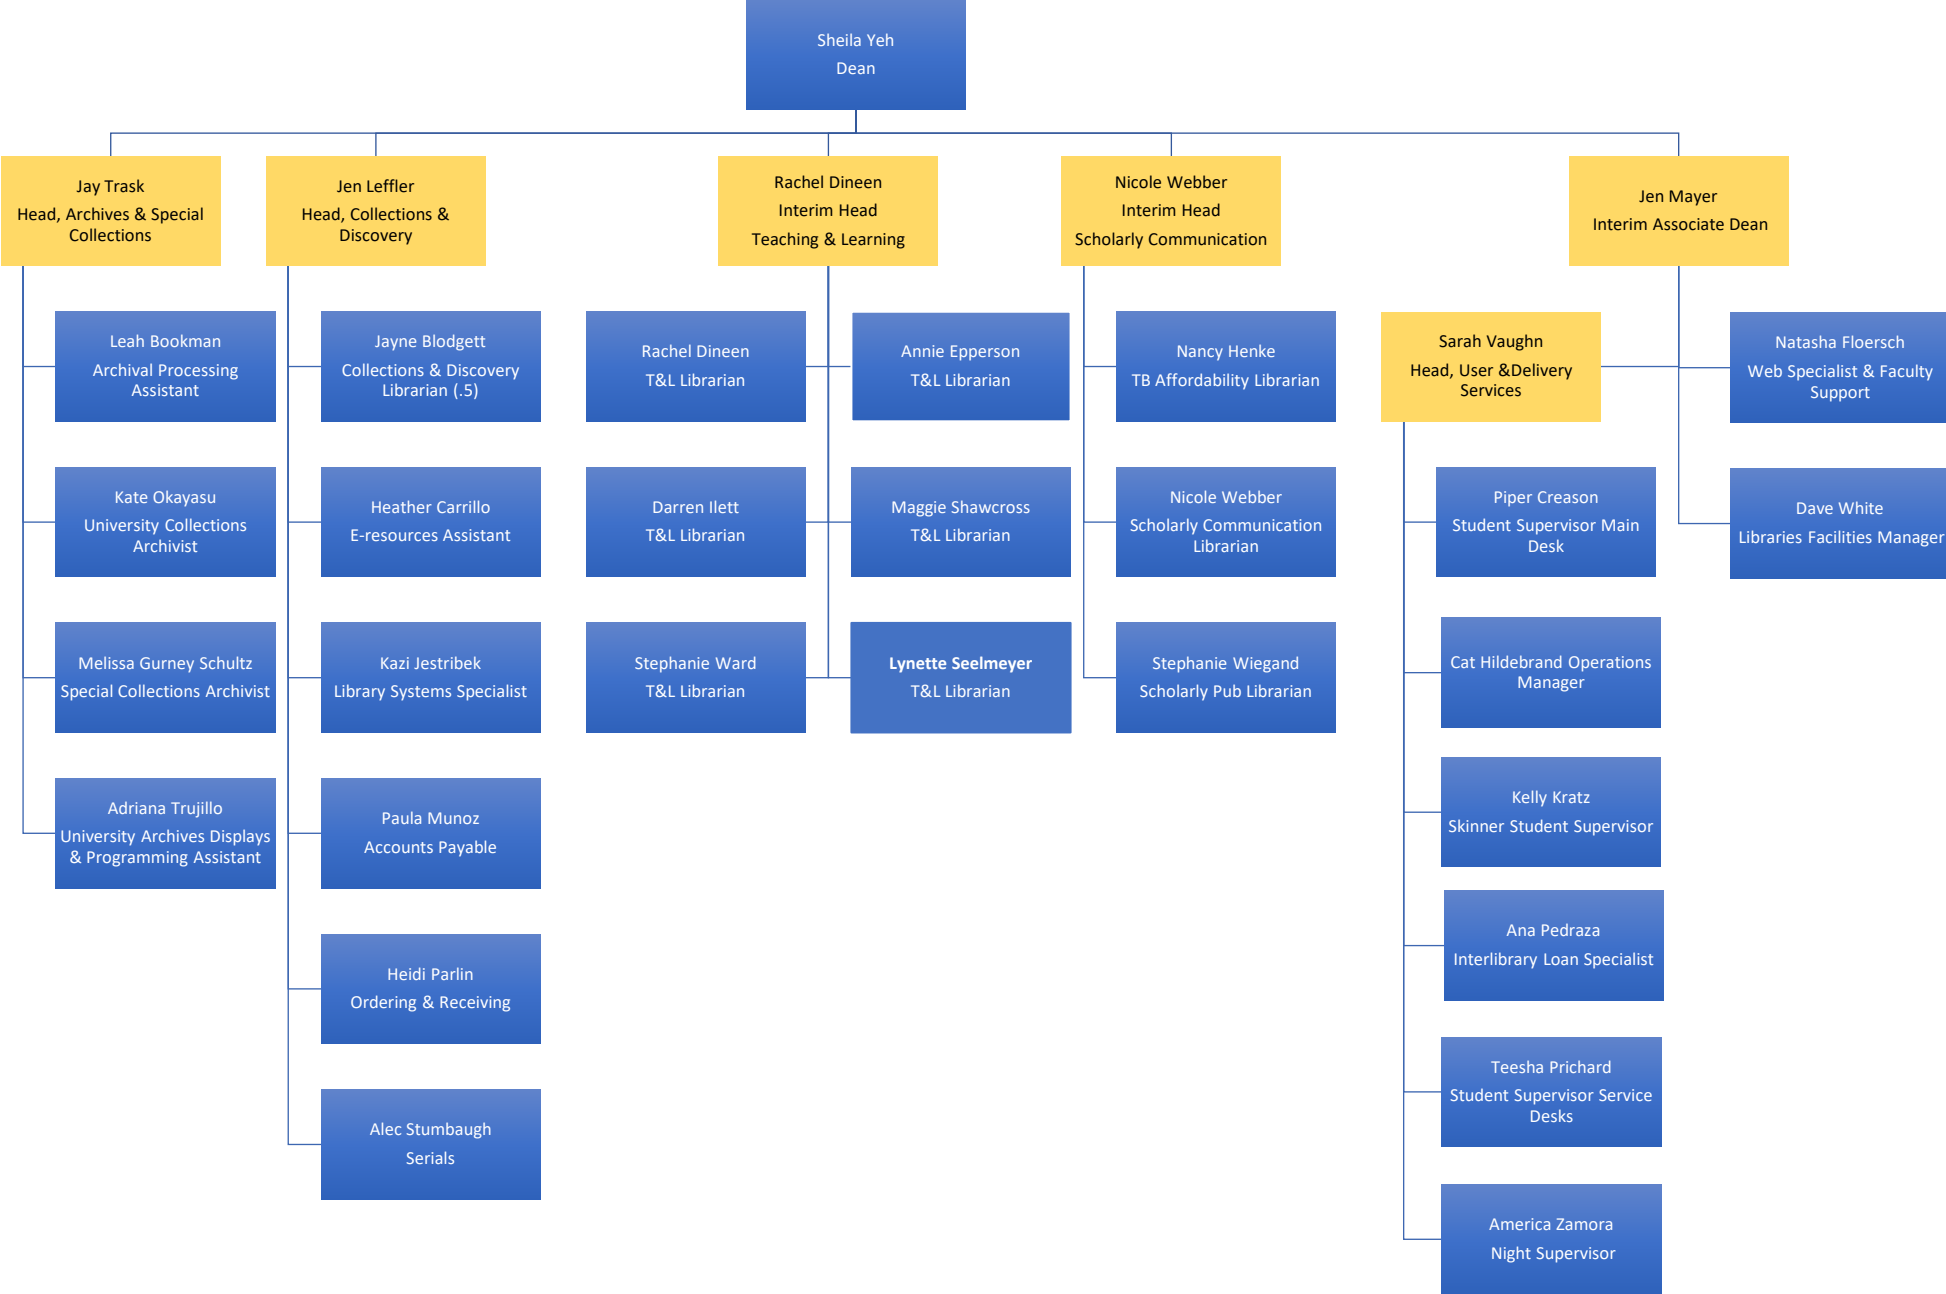 Sheila Yeh
Dean
Jay Trask
Head, Archives & Special
Collections
Jen Leffler
Head, Collections &
Discovery
Rachel Dineen
Interim Head
Teaching & Learning
Nicole Webber
Interim Head
Scholarly Communication
Jen Mayer
Interim Associate Dean
Leah Bookman
Archival Processing
Assistant
Kate Okayasu
University Collections
Archivist
Melissa Gurney Schultz
Special Collections Archivist
Adriana Trujillo
University Archives Displays
& Programming Assistant
Jayne Blodgett
Collections & Discovery
Librarian (.5)
Heather Carrillo
E-resources Assistant
Kazi Jestribek
Library Systems Specialist
Paula Munoz
Accounts Payable
Heidi Parlin
Ordering & Receiving
Alec Stumbaugh
Serials
Rachel Dineen
T&L Librarian
Annie Epperson
T&L Librarian
Darren Ilett
T&L Librarian
Maggie Shawcross
T&L Librarian
Stephanie Ward
T&L Librarian
Lynette Seelmeyer
T&L Librarian
Nancy Henke
TB Affordability Librarian
Nicole Webber
Scholarly Communication
Librarian
Stephanie Wiegand
Scholarly Pub Librarian
Sarah Vaughn
Head, User &Delivery
Services
Piper Creason
Student Supervisor Main
Desk
Cat Hildebrand Operations
Manager
Kelly Kratz
Skinner Student Supervisor
Ana Pedraza
Interlibrary Loan Specialist
Teesha Prichard
Student Supervisor Service
Desks
America Zamora
Night Supervisor
Natasha Floersch
Web Specialist & Faculty
Support
Dave White
Libraries Facilities Manager